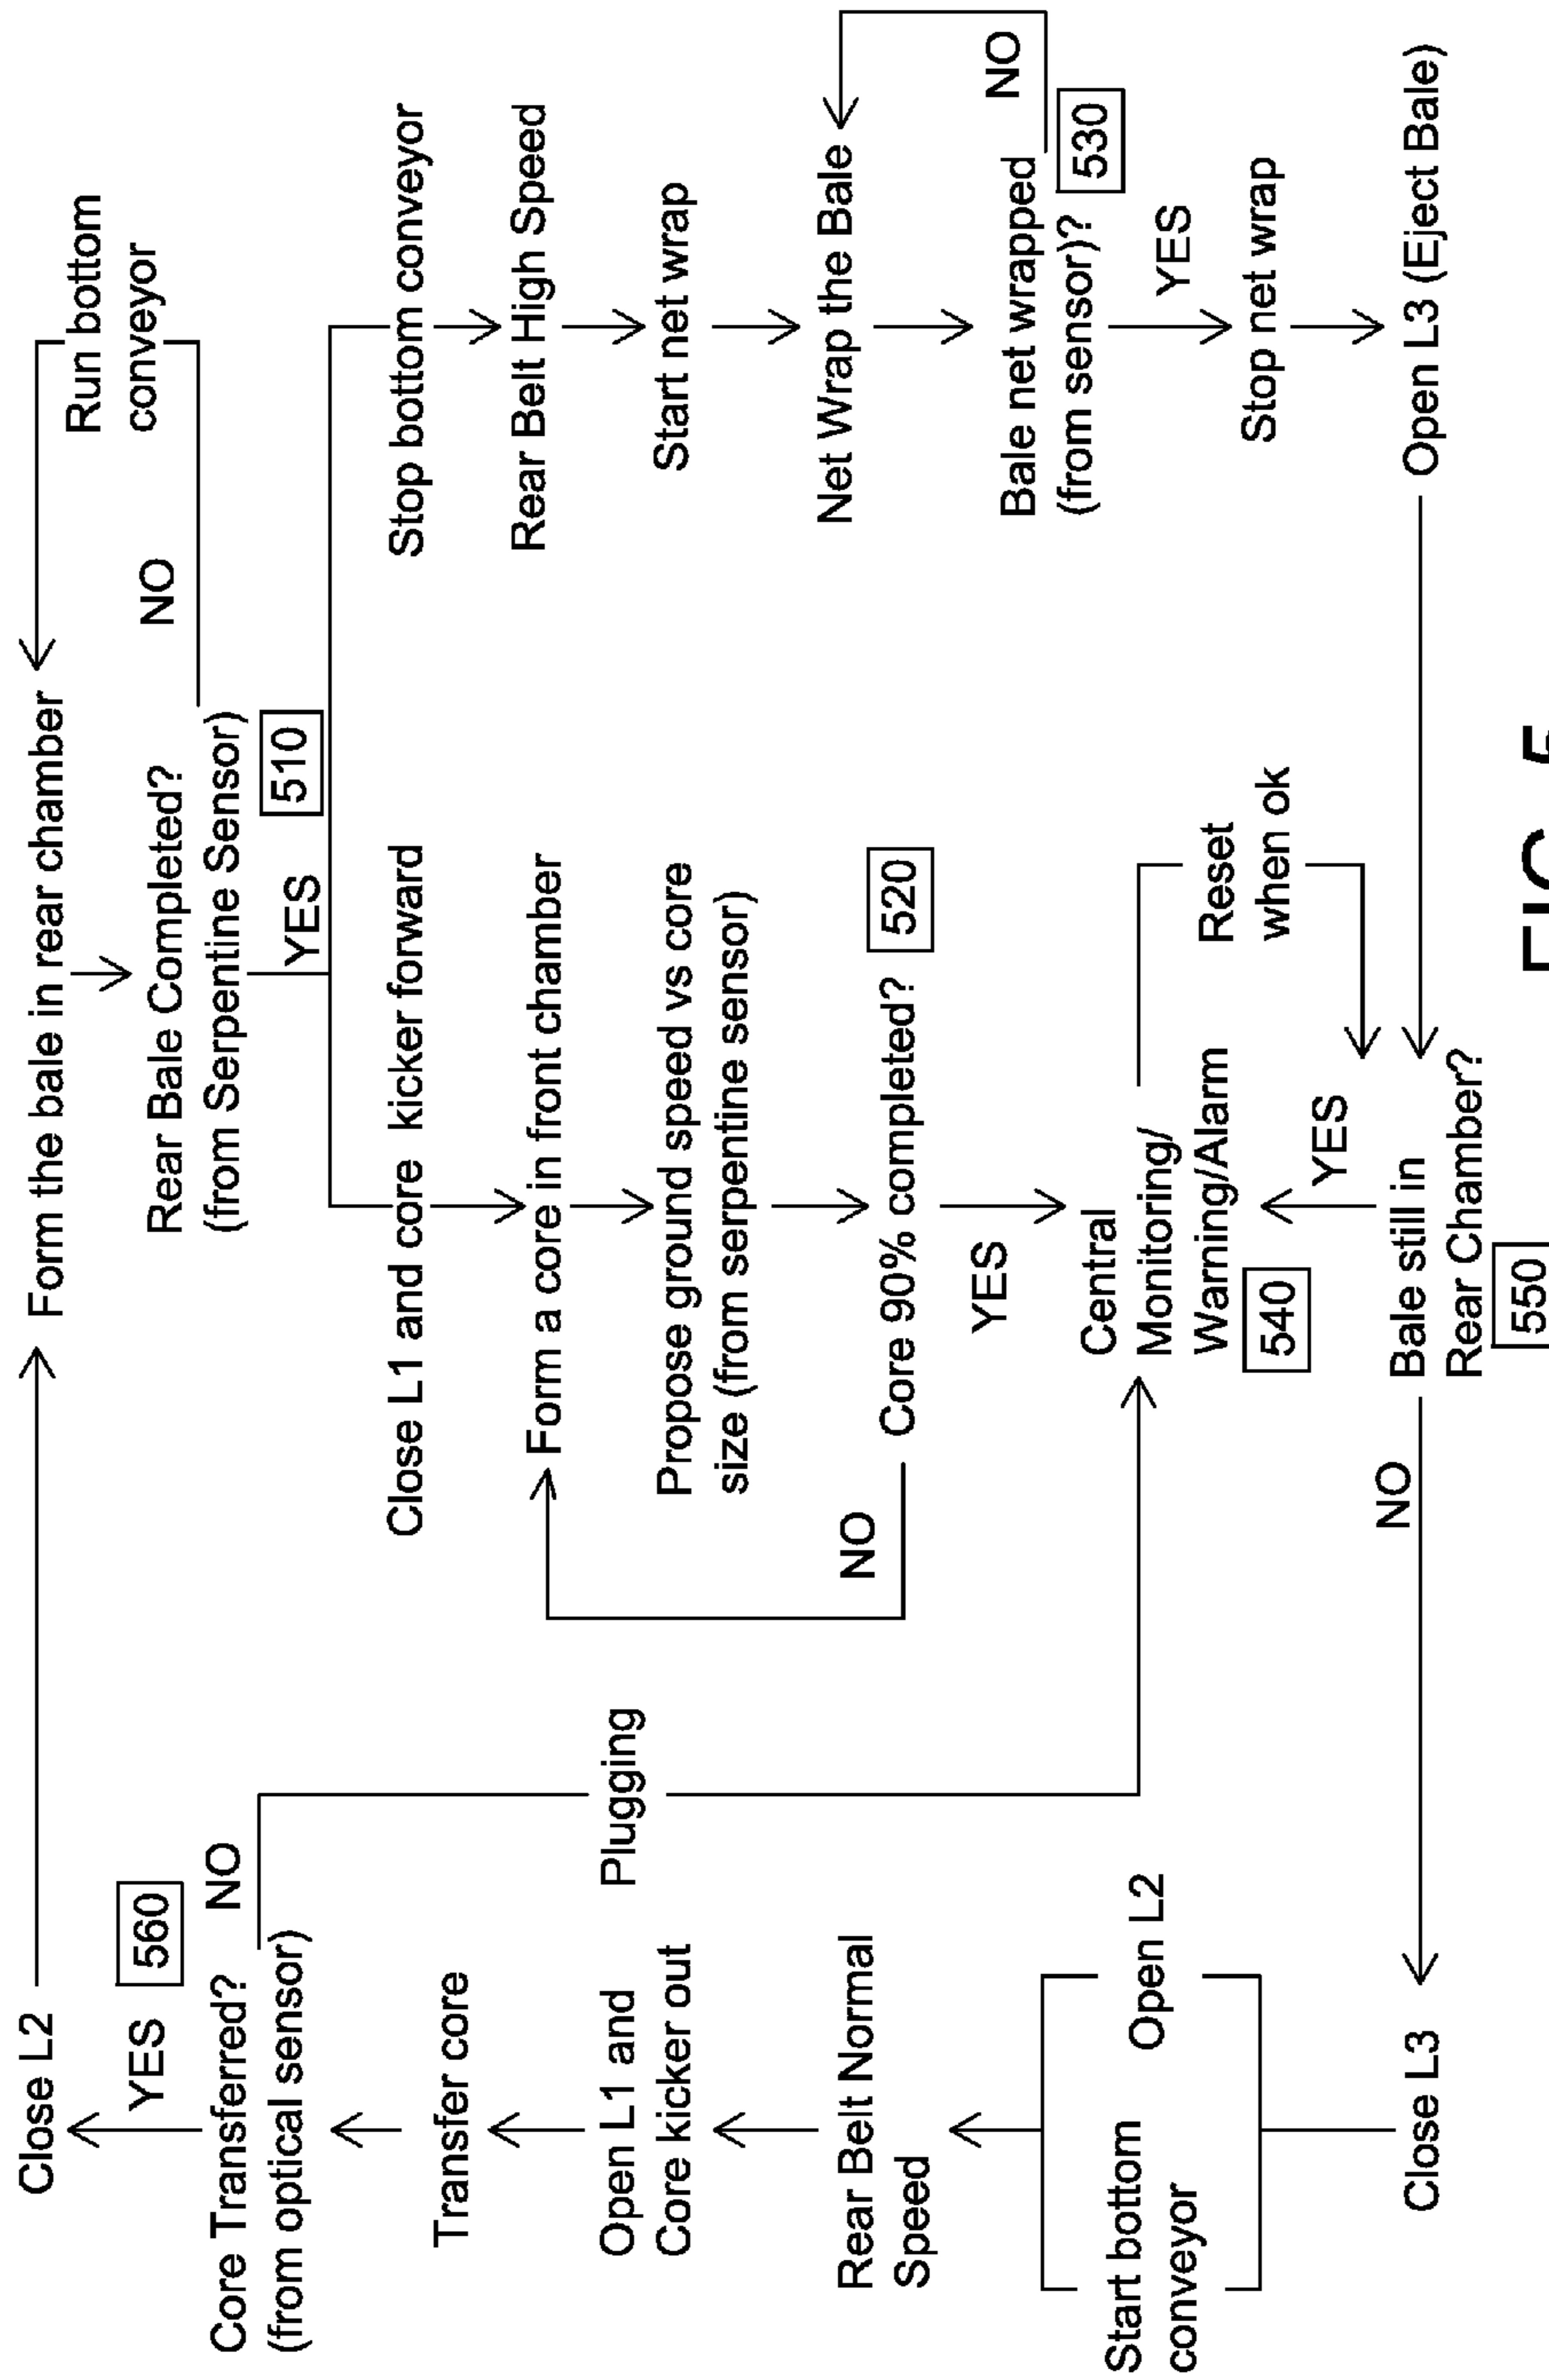 Close L2
Form the bale in rear chamber
Run bottom
conveyor
YES
560
Rear Bale Completed?
(from Serpentine Sensor)
NO
510
Core Transferred?
(from optical sensor)
NO
YES
Transfer core
Close L1 and core kicker forward
Stop bottom conveyor
Form a core in front chamber
Rear Belt High Speed
Open L1 and
Core kicker out
Plugging
Propose ground speed vs core
size (from serpentine sensor)
Start net wrap
Rear Belt Normal
Speed
NO
Core 90% completed?
520
Net Wrap the Bale
YES
NO
Bale net wrapped
(from sensor)?
530
Start bottom
conveyor
Open L2
Central
Monitoring/
Warning/Alarm
540
Reset
when ok
YES
Stop net wrap
YES
Close L3
NO
Bale still in
Rear Chamber?
550
Open L3 (Eject Bale)